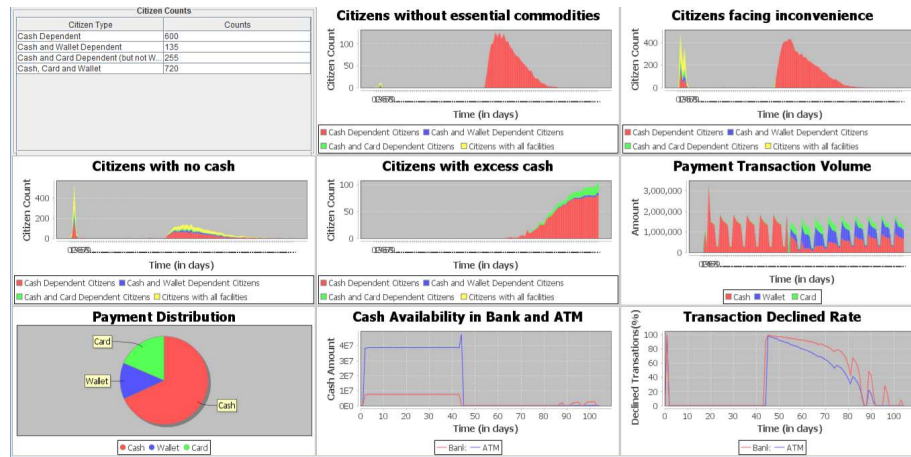 Citizen Counts
Citizen Type Counts
Cash Dependent 600
Cash and Wallet Dependent 135
Cash and Card Dependent (but not W... 255
Cash, Card and Wallet 720
Citizens without essential commodities
Citizen Count
100
50
0
Time (in days)
Cash Dependent Citizens Cash and Wallet Dependent Citizens
Cash and Card Dependent Citizens Citizens with all facilities
Citizens facing inconvenience
Citizen Count
400
200
0
Time (in days)
Cash Dependent Citizens Cash and Wallet Dependent Citizens
Cash and Card Dependent Citizens Citizens with all facilities
Citizens with no cash
Citizen Count
400
200
0
Time (in days)
Cash Dependent Citizens Cash and Wallet Dependent Citizens
Cash and Card Dependent Citizens Citizens with all facilities
Citizens with excess cash
Citizen Count
100
50
0
Time (in days)
Cash Dependent Citizens Cash and Wallet Dependent Citizens
Cash and Card Dependent Citizens Citizens with all facilities
Payment Transaction Volume
Amount
3,000,000
2,000,000
1,000,000
0
Time (in days)
Cash Wallet Card
Payment Distribution
Card
Wallet
Cash
Cash Wallet Card
Cash Availability in Bank and ATM
Cash Amount
4E7
3E7
2E7
1E7
0E0
0 10 20 30 40 50 60 70 80 90 100
Time (in days)
Bank ATM
Transaction Declined Rate
Declined Transations(%)
100
80
60
40
20
0
0 10 20 30 40 50 60 70 80 90 100
Time (in days)
Bank ATM